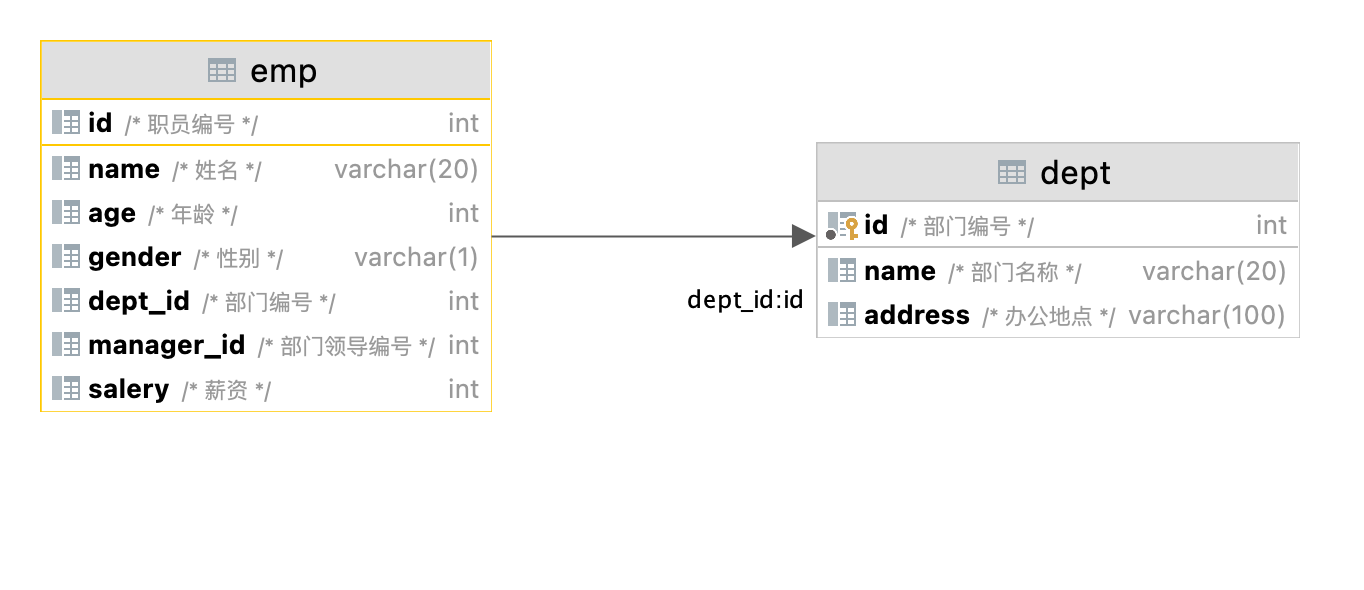 emp
id /* 职员编号 */ int
name /* 姓名 */ varchar(20)
age /* 年龄 */ int
gender /* 性别 */ varchar(1)
dept_id /* 部门编号 */ int
manager_id /* 部门领导编号 */ int
salery /* 薪资 */ int
dept_id:id
dept
id /* 部门编号 */ int
name /* 部门名称 */ varchar(20)
address /* 办公地点 */ varchar(100)